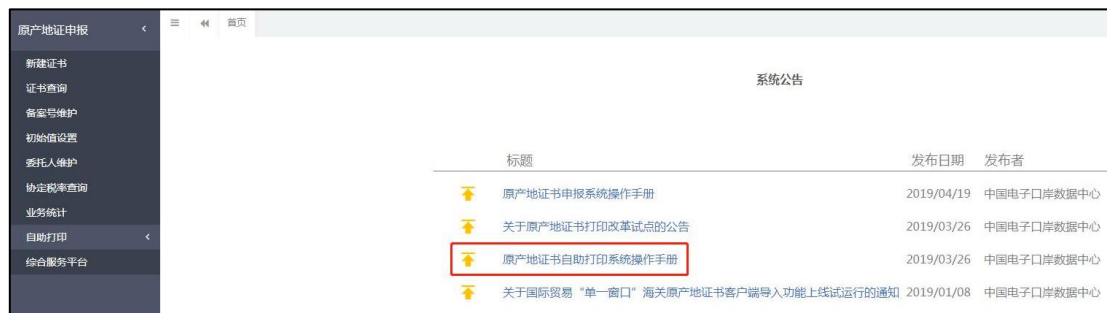 原产地证申报
首页
新建证书
证书查询
备案号维护
初始值设置
委托人维护
协定税率查询
业务统计
自助打印
综合服务平台
系统公告
标题 发布日期 发布者
原产地证书申报系统操作手册 2019/04/19 中国电子口岸数据中心
关于原产地证书打印改革试点的公告 2019/03/26 中国电子口岸数据中心
原产地证书自助打印系统操作手册 2019/03/26 中国电子口岸数据中心
关于国际贸易“单一窗口”海关原产地证书客户端导入功能上线试运行的通知 2019/01/08 中国电子口岸数据中心